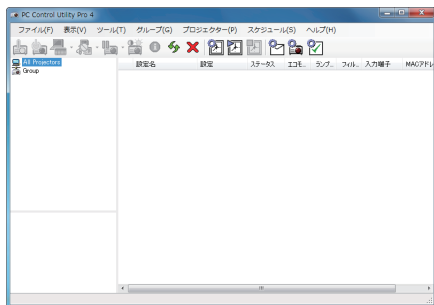 PC Control Utility Pro 4
ファイル(F) 表示(V) ツール(T) グループ(G) プロジェクター(P) スケジュール(S) ヘルプ(H)
All Projectors
Group
設定名 設定 ステータス エコモ... ランプ... フィル... 入力端子 MACアドレ